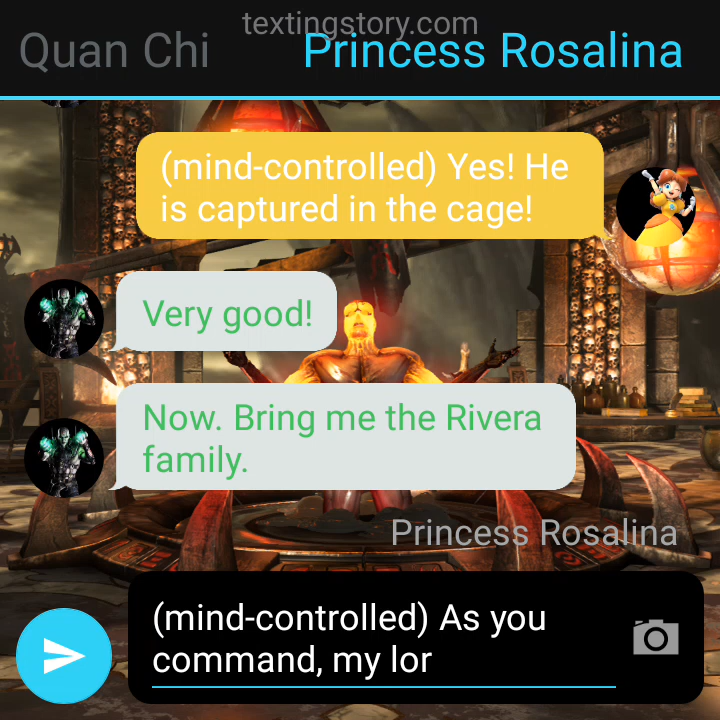 textingstory.com
Quan Chi Princess Rosalina
(mind-controlled) Yes! He
is captured in the cage!
Very good!
Now. Bring me the Rivera
family.
Princess Rosalina
(mind-controlled) As you
command, my lor